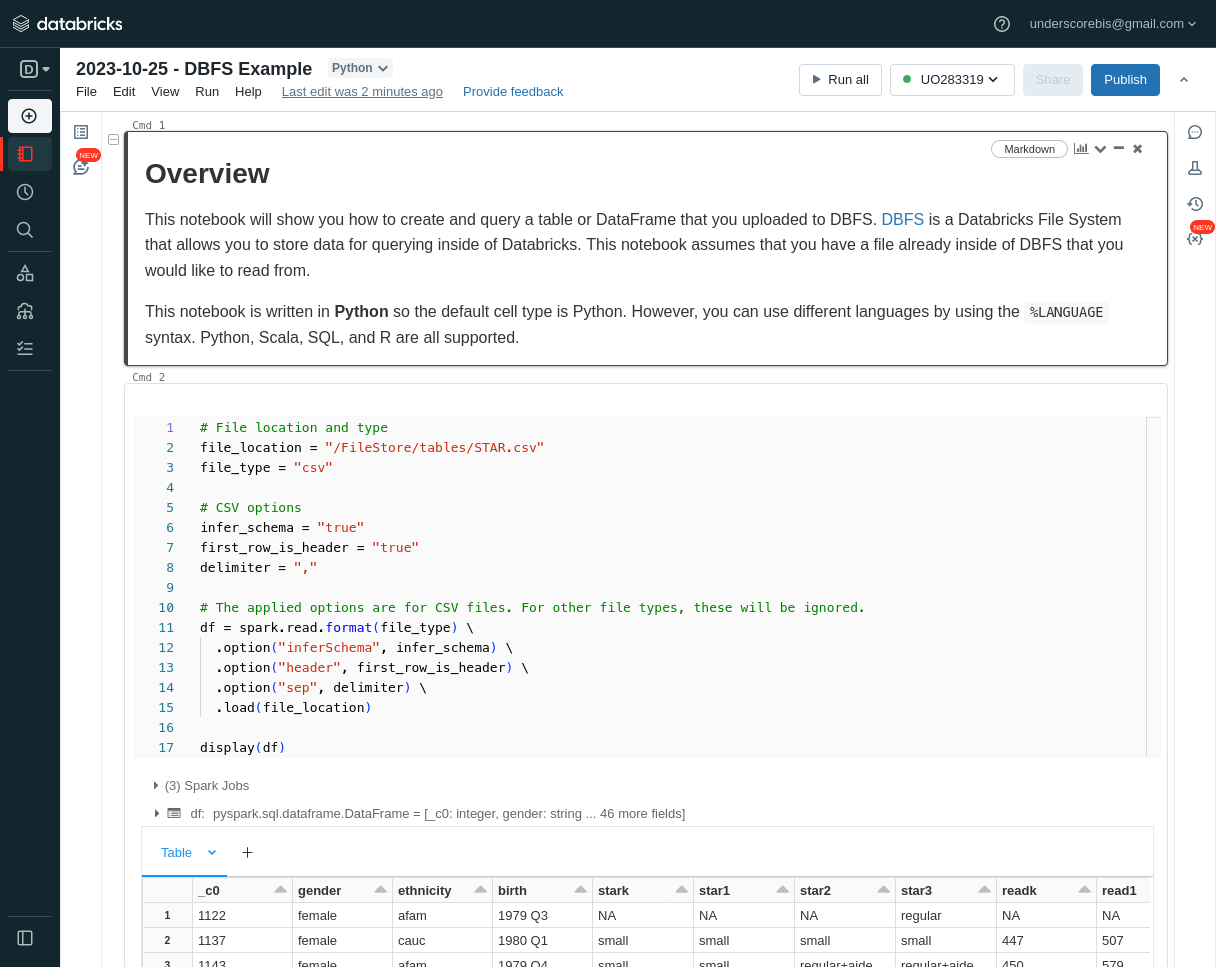 databricks
underscorebis@gmail.com
D
2023-10-25 - DBFS Example
Python
File Edit View Run Help Last edit was 2 minutes ago Provide feedback
Run all
UO283319
Share
Publish
NEW
NEW
Cmd 1
Markdown
Overview
This notebook will show you how to create and query a table or DataFrame that you uploaded to DBFS. DBFS is a Databricks File System
that allows you to store data for querying inside of Databricks. This notebook assumes that you have a file already inside of DBFS that you
would like to read from.
This notebook is written in Python so the default cell type is Python. However, you can use different languages by using the %LANGUAGE
syntax. Python, Scala, SQL, and R are all supported.
Cmd 2
1 # File location and type
2 file_location = "/FileStore/tables/STAR.csv"
3 file_type = "csv"
4
5 # CSV options
6 infer_schema = "true"
7 first_row_is_header = "true"
8 delimiter = ","
9
10 # The applied options are for CSV files. For other file types, these will be ignored.
11 df = spark.read.format(file_type) \
12 .option("inferSchema", infer_schema) \
13 .option("header", first_row_is_header) \
14 .option("sep", delimiter) \
15 .load(file_location)
16
17 display(df)
(3) Spark Jobs
df: pyspark.sql.dataframe.DataFrame = [_c0: integer, gender: string ... 46 more fields]
Table +
_c0 gender ethnicity birth stark star1 star2 star3 readk read1
1 1122 female afam 1979 Q3 NA NA NA regular NA NA
2 1137 female cauc 1980 Q1 small small small small 447 507
3 1143 female afam 1979 Q4 small small regular+aide regular+aide 450 579